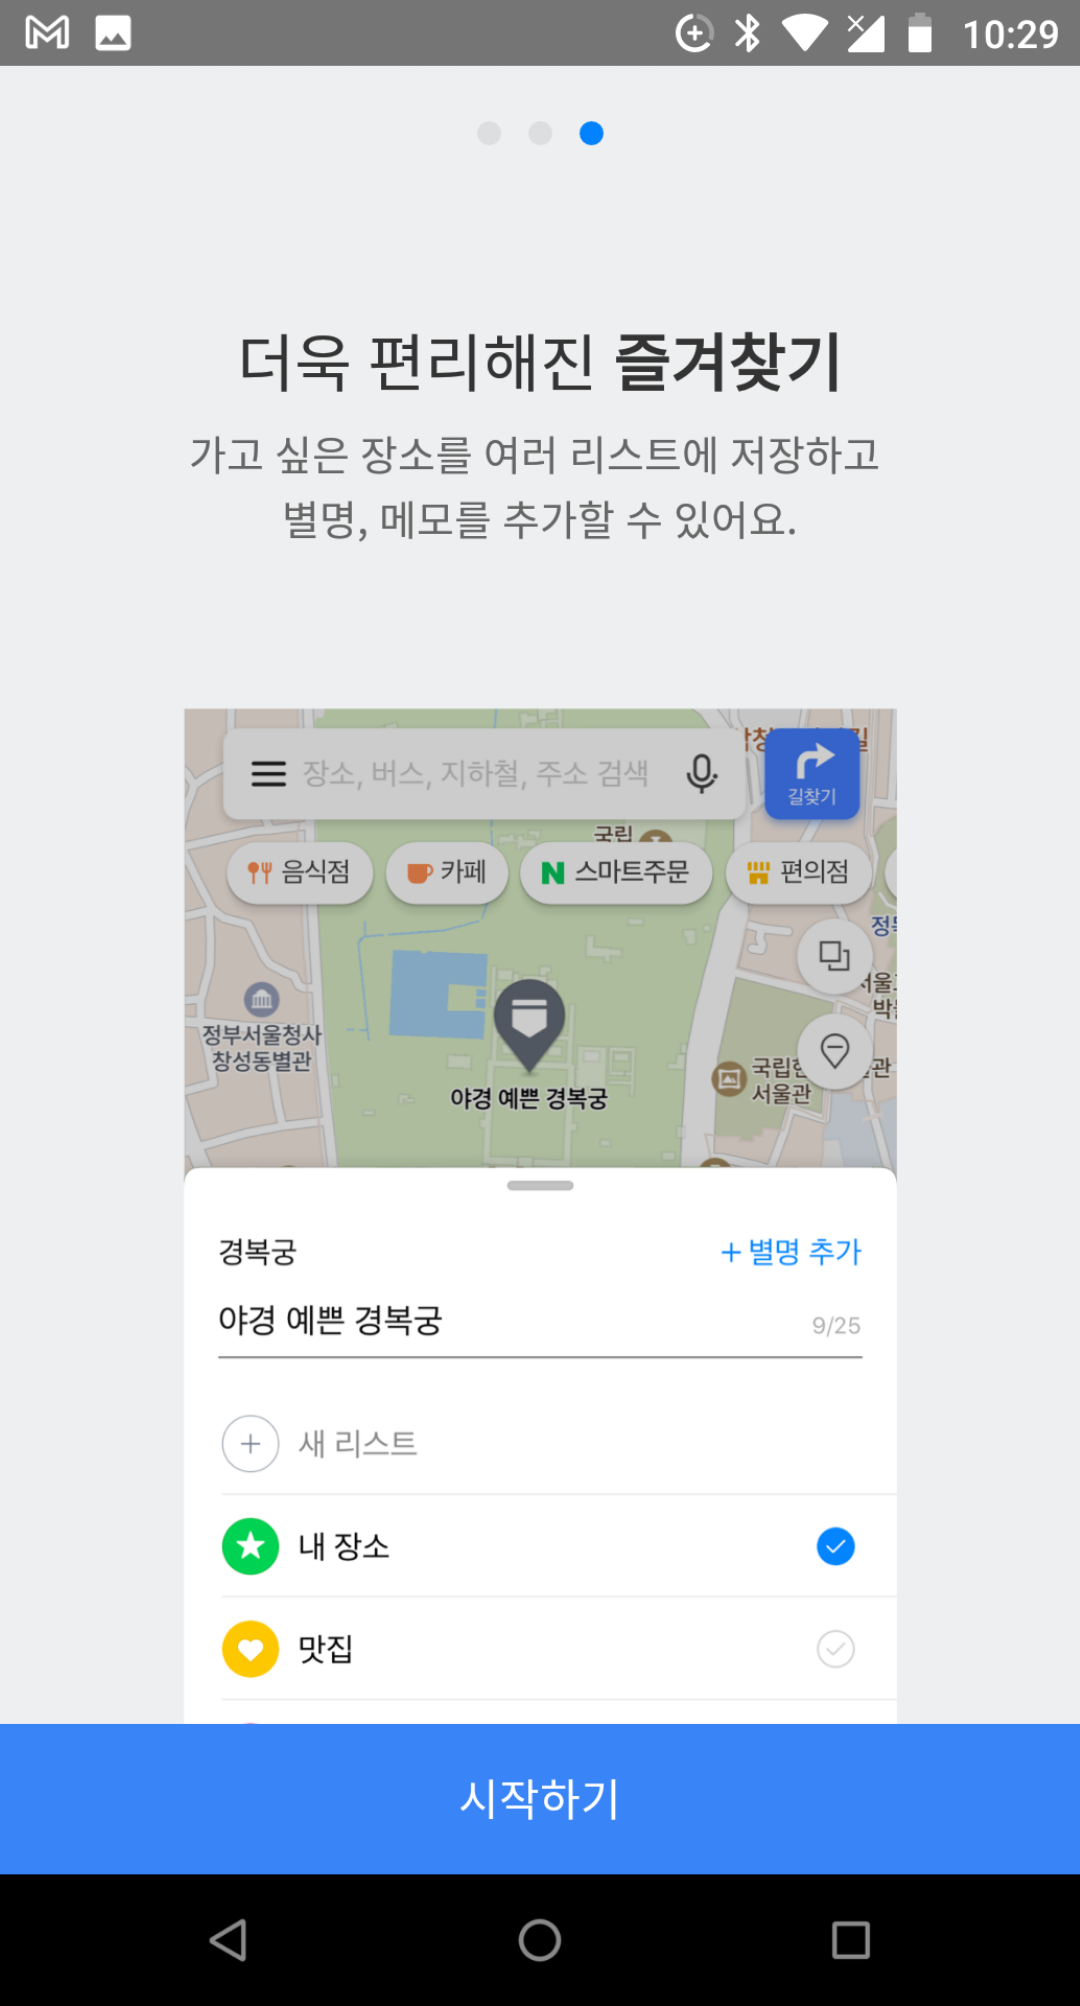 10:29
더욱 편리해진 즐겨찾기
가고 싶은 장소를 여러 리스트에 저장하고
별명, 메모를 추가할 수 있어요.
장소, 버스, 지하철, 주소 검색
길찾기
국립
음식점
카페
N 스마트주문
편의점
정부서울청사
창성동별관
국립
서울관
야경 예쁜 경복궁
경복궁
+ 별명 추가
야경 예쁜 경복궁
9/25
새 리스트
내 장소
맛집
시작하기